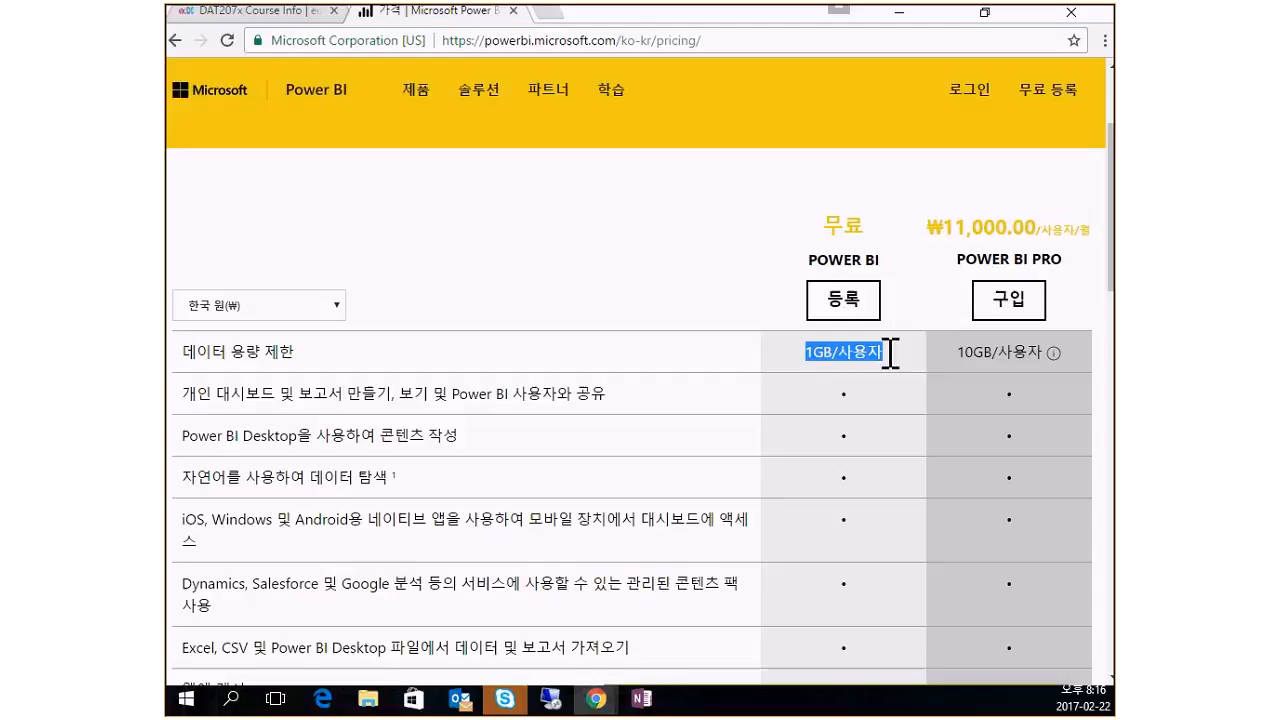 DAT207x Course Info | e
가격 | Microsoft Power B
Microsoft Corporation [US]
https://powerbi.microsoft.com/ko-kr/pricing/
Microsoft
Power BI
제품
솔루션
파트너
학습
로그인
무료 등록
무료
₩11,000.00/사용자/월
POWER BI
POWER BI PRO
한국 원(₩)
등록
구입
데이터 용량 제한
1GB/사용자
10GB/사용자
개인 대시보드 및 보고서 만들기, 보기 및 Power BI 사용자와 공유
Power BI Desktop을 사용하여 콘텐츠 작성
자연어를 사용하여 데이터 탐색 ¹
iOS, Windows 및 Android용 네이티브 앱을 사용하여 모바일 장치에서 대시보드에 액세
스
Dynamics, Salesforce 및 Google 분석 등의 서비스에 사용할 수 있는 관리된 콘텐츠 팩
사용
Excel, CSV 및 Power BI Desktop 파일에서 데이터 및 보고서 가져오기
오후 8:16
2017-02-22